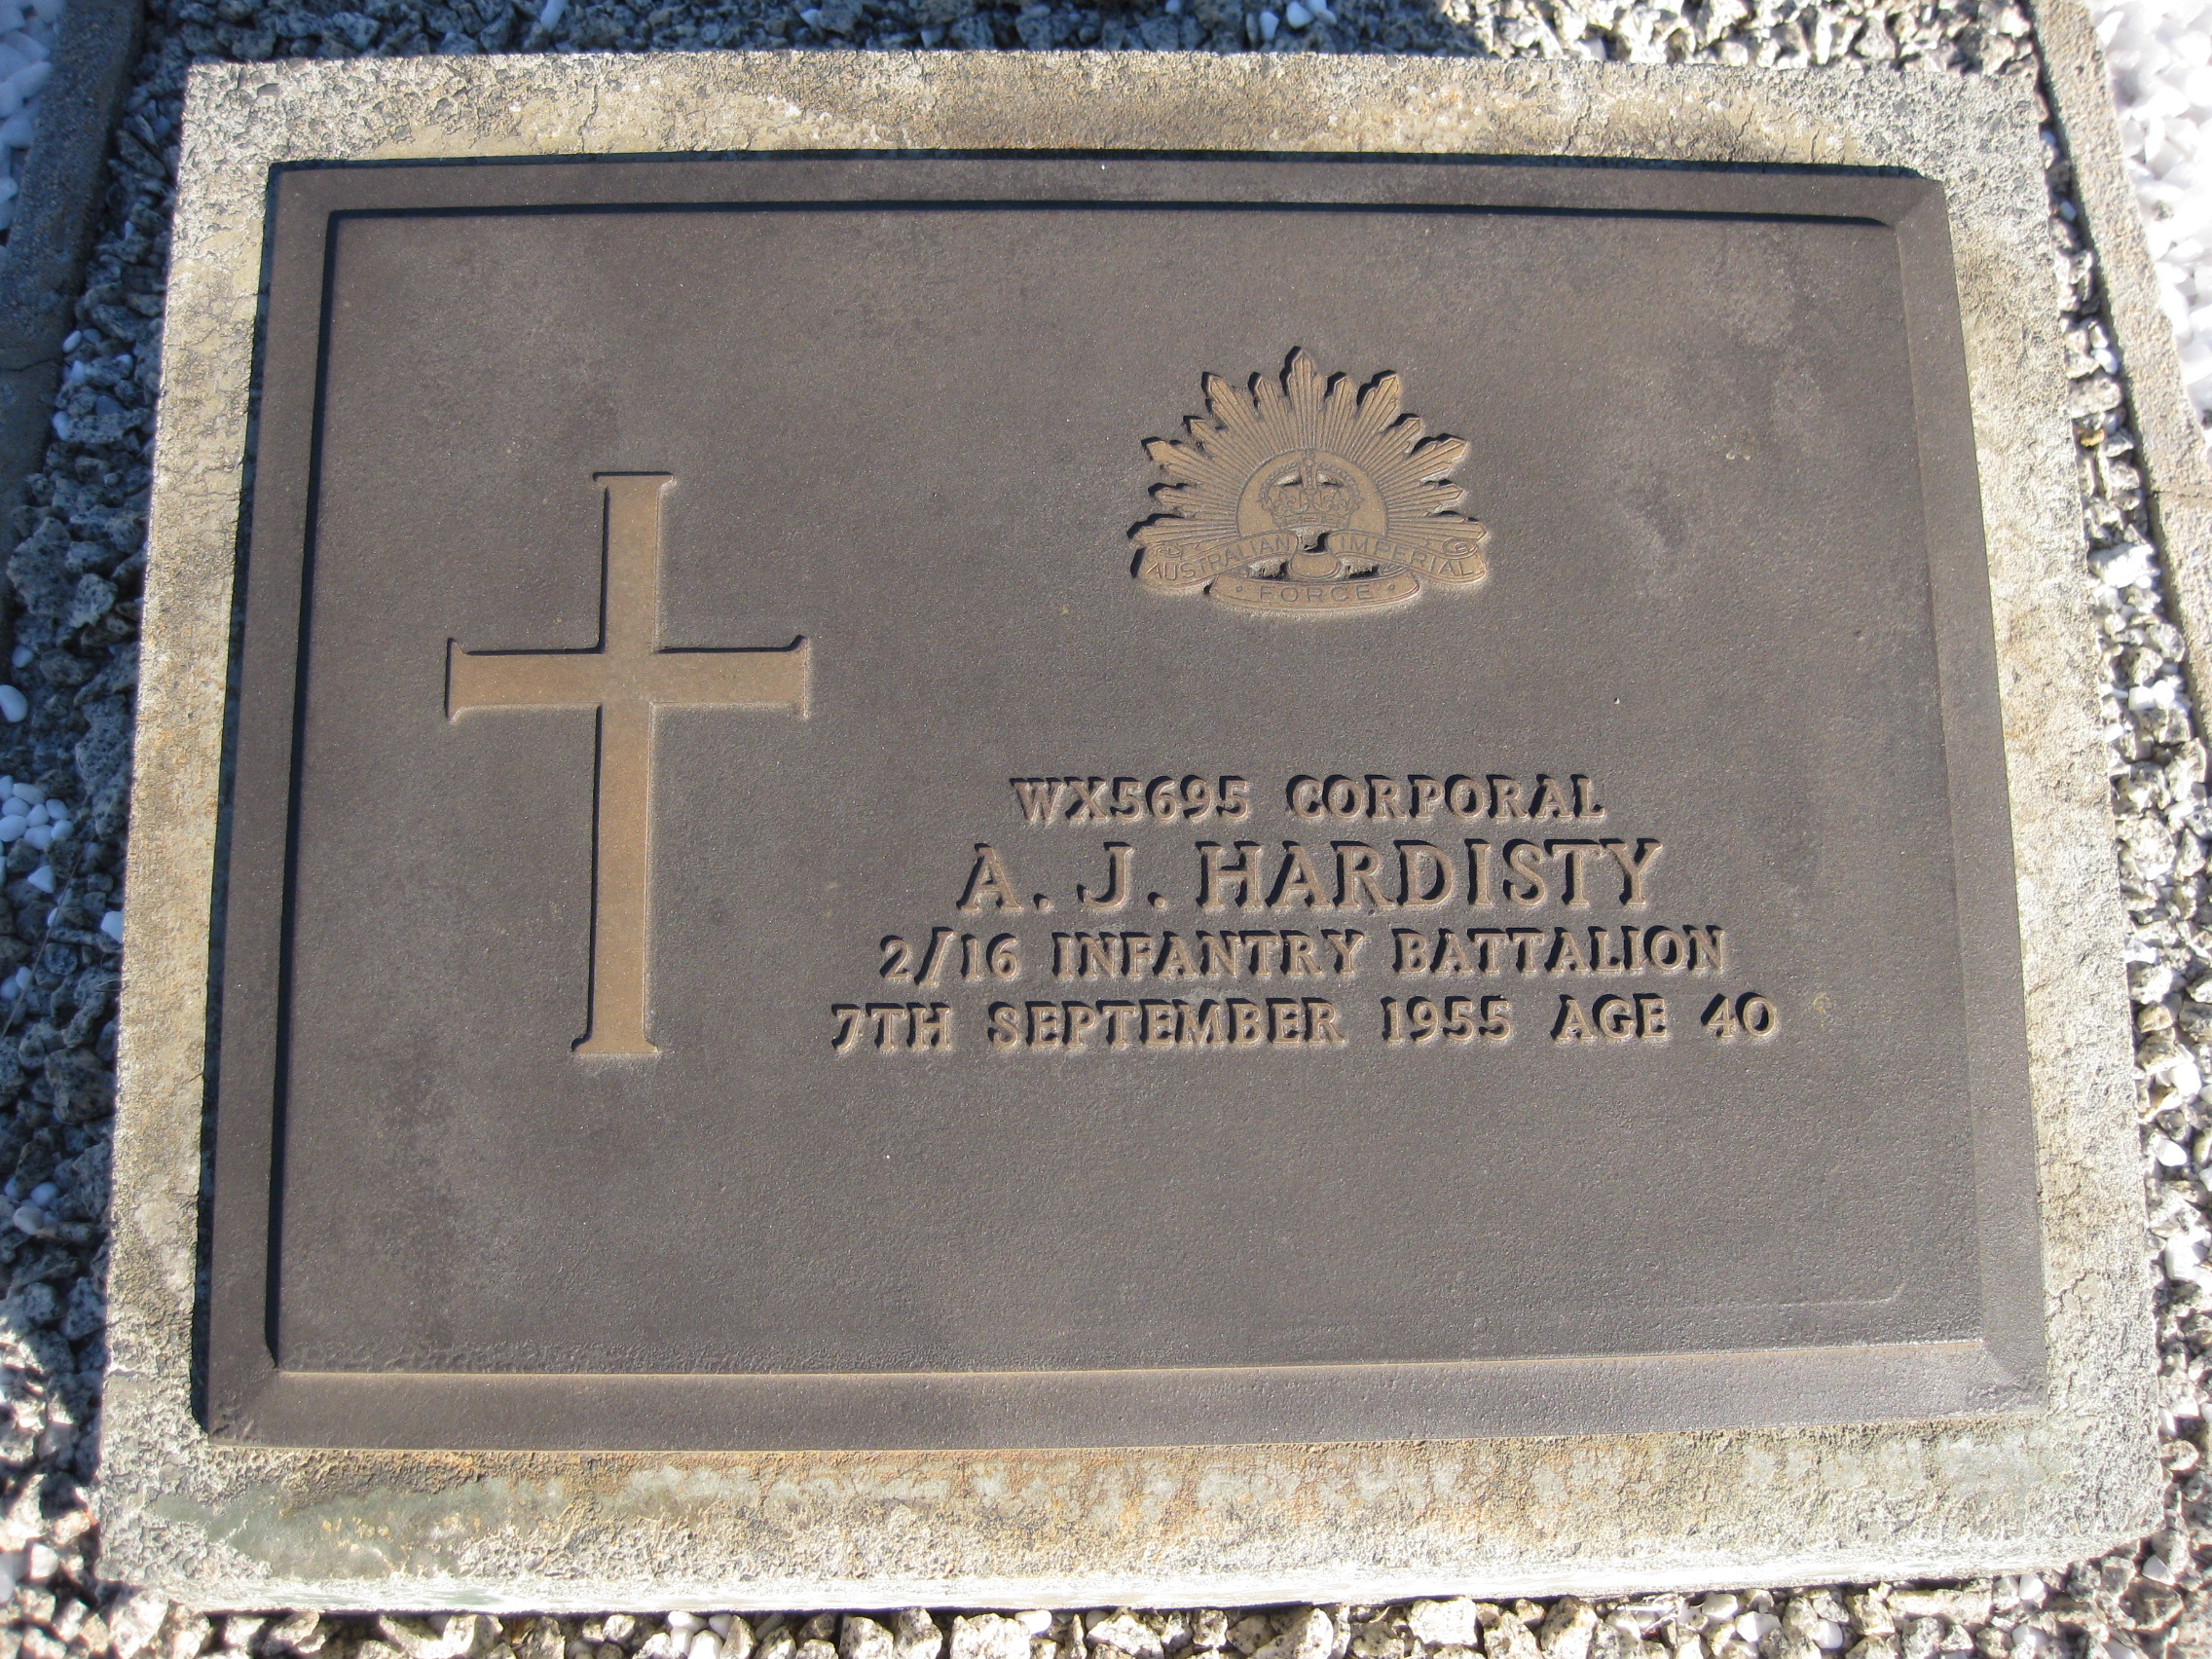 AUSTRALIAN IMPERIAL
FORCE
WX5695 CORPORAL
A. J. HARDISTY
2/16 INFANTRY BATTALION
7TH SEPTEMBER 1955 AGE 40